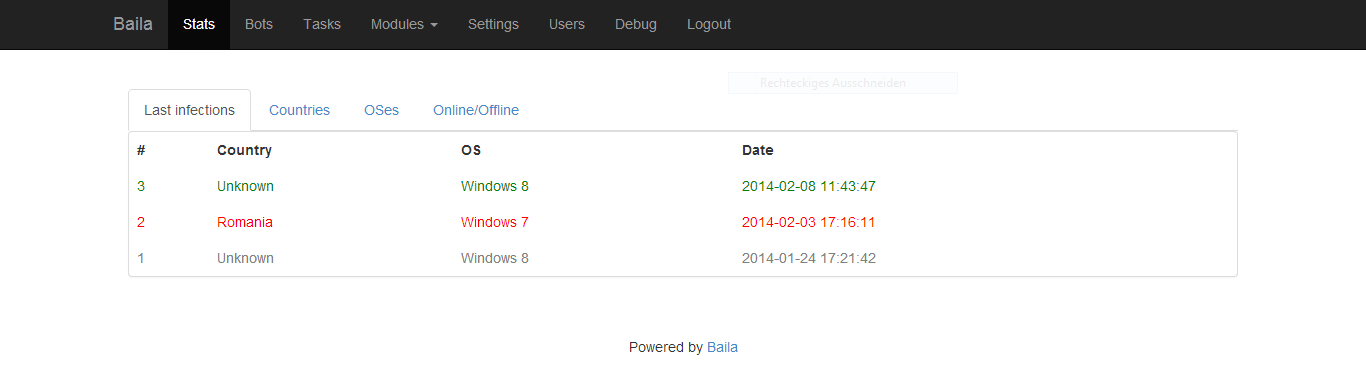 Baila Stats Bots Tasks Modules Settings Users Debug Logout
Rechteckiges Ausschneiden
Last infections Countries OSes Online/Offline
# Country OS Date
3 Unknown Windows 8 2014-02-08 11:43:47
2 Romania Windows 7 2014-02-03 17:16:11
1 Unknown Windows 8 2014-01-24 17:21:42
Powered by Baila